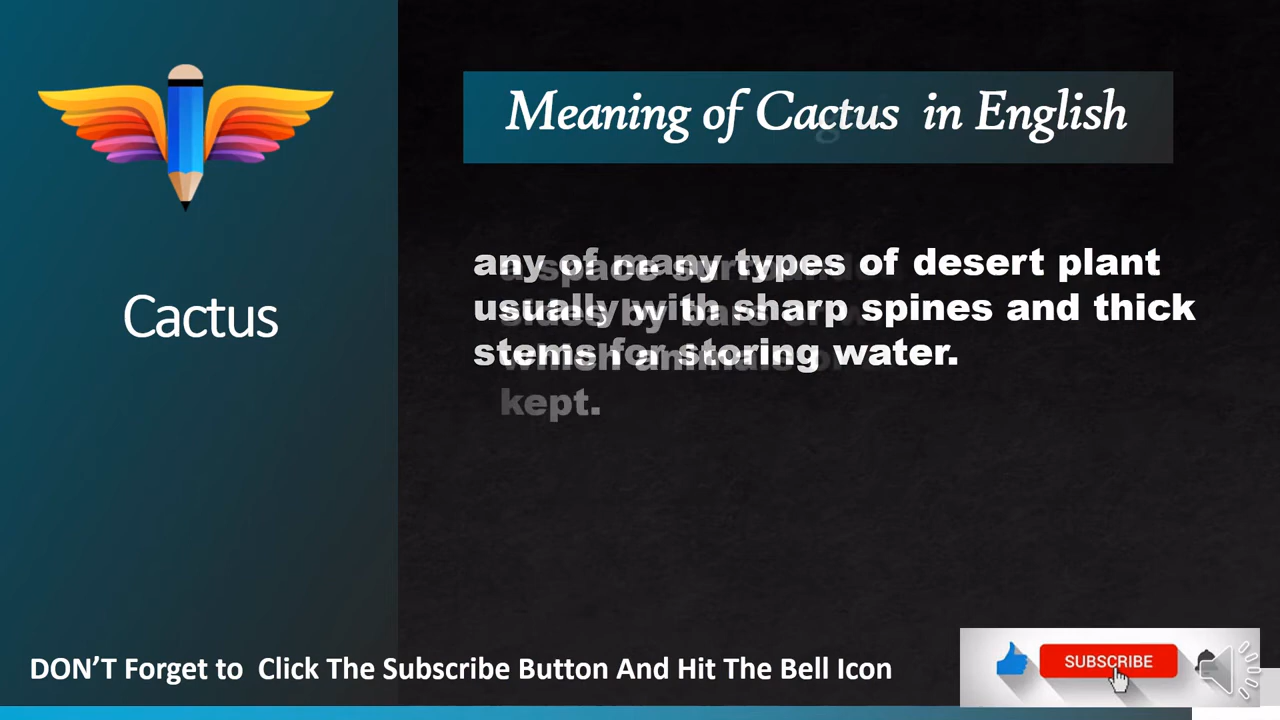 Meaning of Cactus in English
any of many types of desert plant
usually with sharp spines and thick
stems for storing water.
kept.
Cactus
DON'T Forget to Click The Subscribe Button And Hit The Bell Icon
SUBSCRIBE